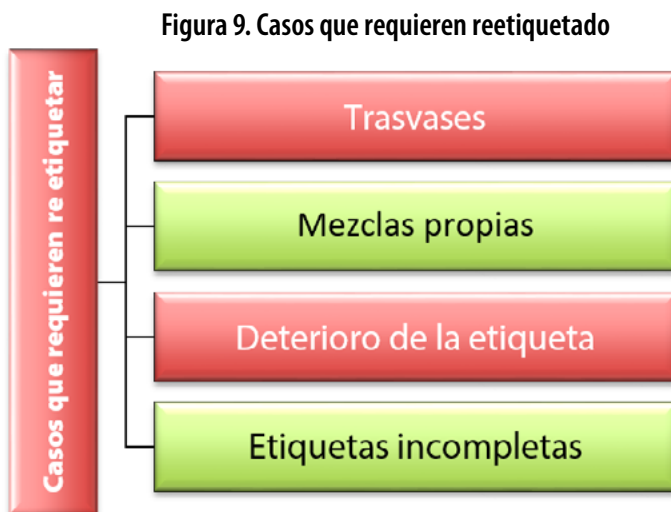 Figura 9. Casos que requieren reetiquetado
Casos que requieren re etiquetar
Trasvases
Mezclas propias
Deterioro de la etiqueta
Etiquetas incompletas